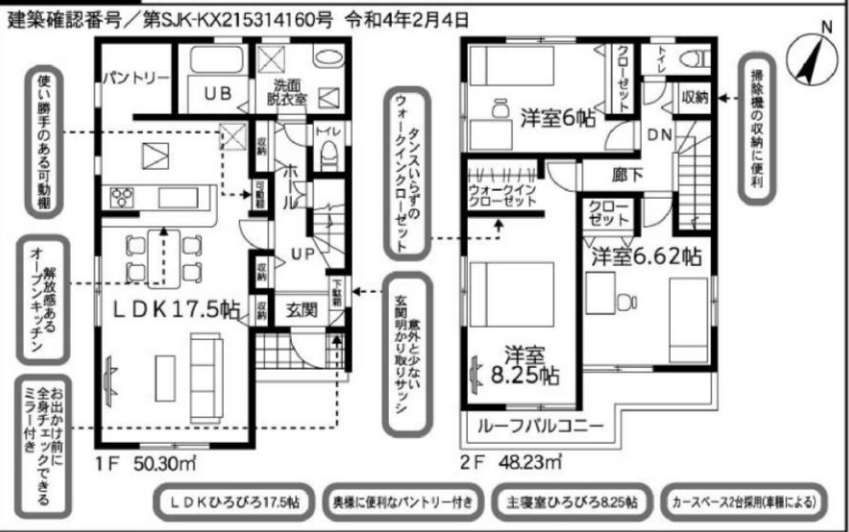 建築確認番号／第SJK-KX215314160号 令和4年2月4日
N
使い勝手のある可動棚
解放感ある
オープンキッチン
お出かけ前に
全身チェックできる
ミラー付き
パントリー
UB
洗面
脱衣室
収納
トイレ
ホール
可動棚
UP
収納
収納
下駄箱
玄関
LDK17.5帖
1F 50.30㎡
タンスいらずの
ウォークインクローゼット
意外と少ない
玄関明かり取りサッシ
洋室6帖
クローゼット
トイレ
収納
DN
廊下
ウォークイン
クローゼット
クロー
ゼット
洋室6.62帖
洋室
8.25帖
ルーフバルコニー
2F 48.23㎡
掃除機の収納に便利
LDKひろびろ17.5帖
奥様に便利なパントリー付き
主寝室ひろびろ8.25帖
カースペース2台採用(車種による)